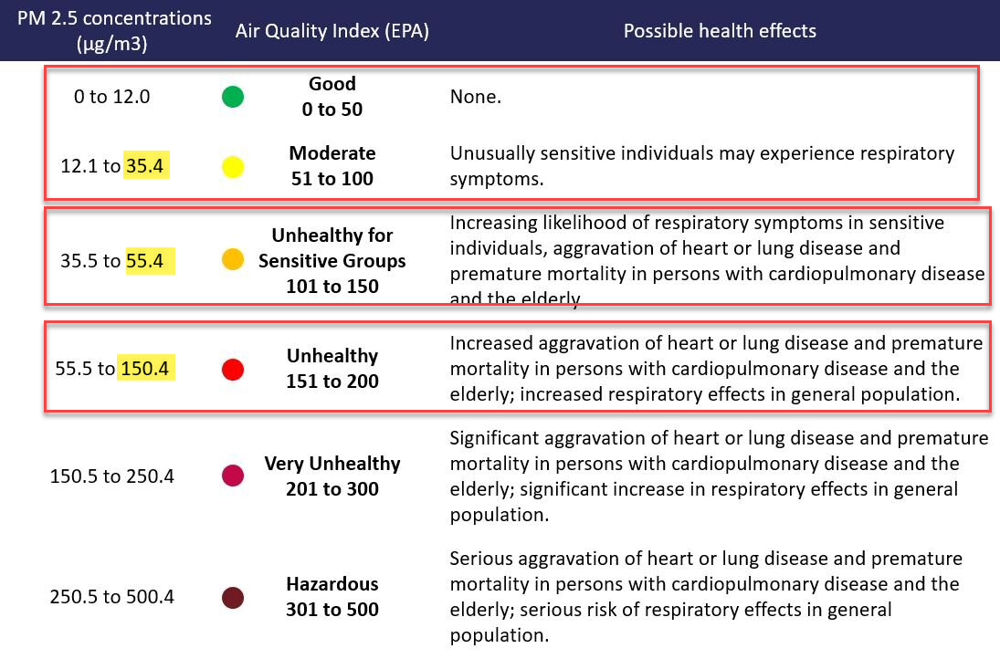 PM 2.5 concentrations
(µg/m3)
Air Quality Index (EPA)
Possible health effects
0 to 12.0
Good
0 to 50
None.
12.1 to 35.4
Moderate
51 to 100
Unusually sensitive individuals may experience respiratory
symptoms.
35.5 to 55.4
Unhealthy for
Sensitive Groups
101 to 150
Increasing likelihood of respiratory symptoms in sensitive
individuals, aggravation of heart or lung disease and
premature mortality in persons with cardiopulmonary disease
and the elderly
55.5 to 150.4
Unhealthy
151 to 200
Increased aggravation of heart or lung disease and premature
mortality in persons with cardiopulmonary disease and the
elderly; increased respiratory effects in general population.
150.5 to 250.4
Very Unhealthy
201 to 300
Significant aggravation of heart or lung disease and premature
mortality in persons with cardiopulmonary disease and the
elderly; significant increase in respiratory effects in general
population.
250.5 to 500.4
Hazardous
301 to 500
Serious aggravation of heart or lung disease and premature
mortality in persons with cardiopulmonary disease and the
elderly; serious risk of respiratory effects in general
population.